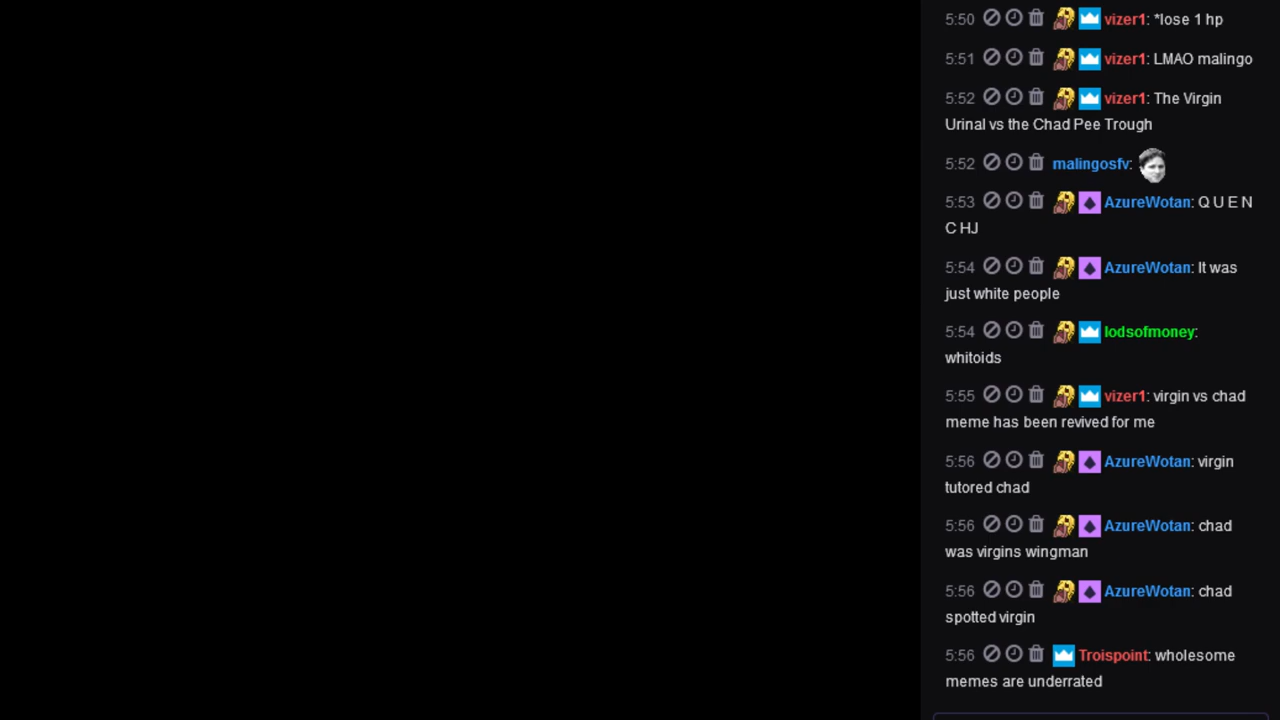 5:50 vizer1: *lose 1 hp
5:51 vizer1: LMAO malingo
5:52 vizer1: The Virgin
Urinal vs the Chad Pee Trough
5:52 malingosfv:
5:53 AzureWotan: Q U E N
C HJ
5:54 AzureWotan: It was
just white people
5:54 lodsofmoney:
whitoids
5:55 vizer1: virgin vs chad
meme has been revived for me
5:56 AzureWotan: virgin
tutored chad
5:56 AzureWotan: chad
was virgins wingman
5:56 AzureWotan: chad
spotted virgin
5:56 Troispoint: wholesome
memes are underrated